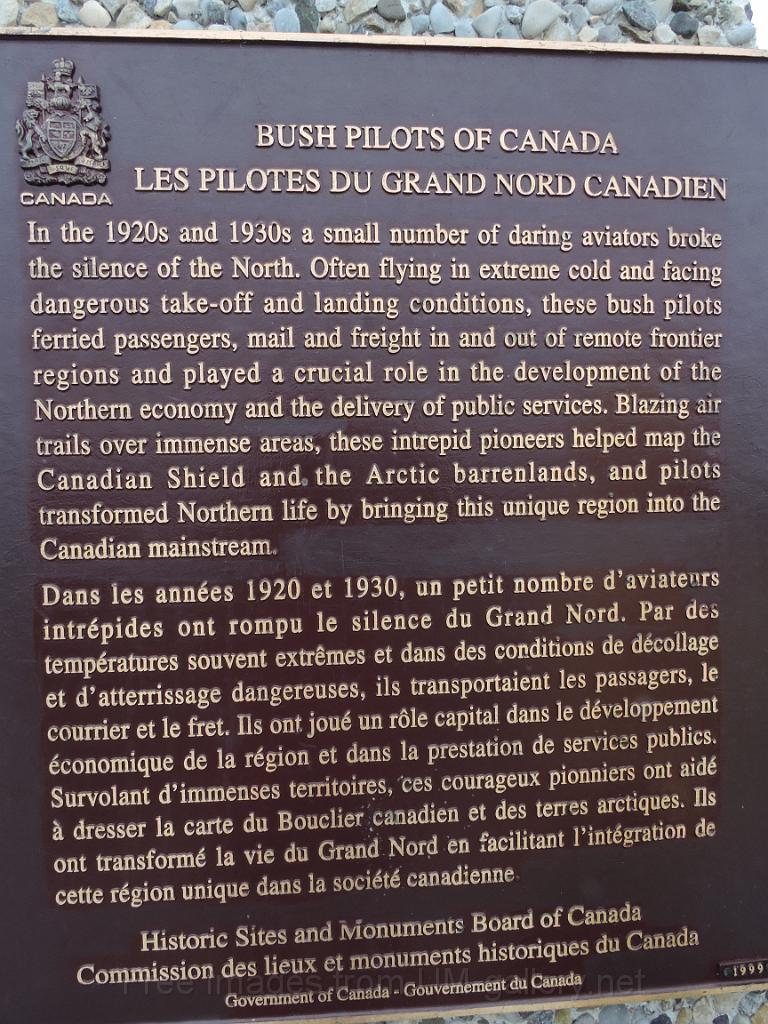 CANADA
BUSH PILOTS OF CANADA
LES PILOTES DU GRAND NORD CANADIEN
In the 1920s and 1930s a small number of daring aviators broke
the silence of the North. Often flying in extreme cold and facing
dangerous take-off and landing conditions, these bush pilots
ferried passengers, mail and freight in and out of remote frontier
regions and played a crucial role in the development of the
Northern economy and the delivery of public services. Blazing air
trails over immense areas, these intrepid pioneers helped map the
Canadian Shield and the Arctic barrenlands, and pilots
transformed Northern life by bringing this unique region into the
Canadian mainstream.
Dans les années 1920 et 1930, un petit nombre d'aviateurs
intrépides ont rompu le silence du Grand Nord. Par des
températures souvent extrêmes et dans des conditions de décollage
et d'atterrissage dangereuses, ils transportaient les passagers, le
courrier et le fret. Ils ont joué un rôle capital dans le développement
économique de la région et dans la prestation de services publics.
Survolant d'immenses territoires, ces courageux pionniers ont aidé
à dresser la carte du Bouclier canadien et des terres arctiques. Ils
ont transformé la vie du Grand Nord en facilitant l'intégration de
cette région unique dans la société canadienne
Historic Sites and Monuments Board of Canada
Commission des lieux et monuments historiques du Canada
Government of Canada - Gouvernement du Canada
1999
Free images from UM-gallery.net